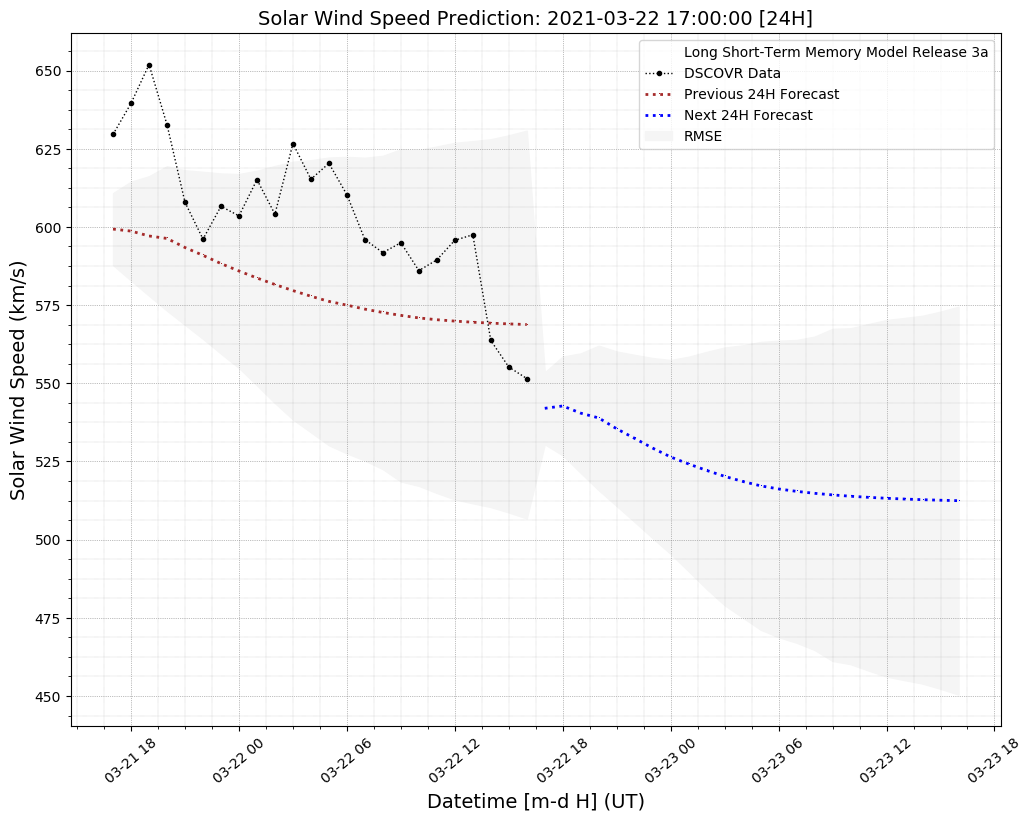 Solar Wind Speed Prediction: 2021-03-22 17:00:00 [24H]
Long Short-Term Memory Model Release 3a
DSCOVR Data
Previous 24H Forecast
Next 24H Forecast
RMSE
Solar Wind Speed (km/s)
650
625
600
575
550
525
500
475
450
03-21 18
03-22 00
03-22 06
03-22 12
03-22 18
03-23 00
03-23 06
03-23 12
03-23 18
Datetime [m-d H] (UT)